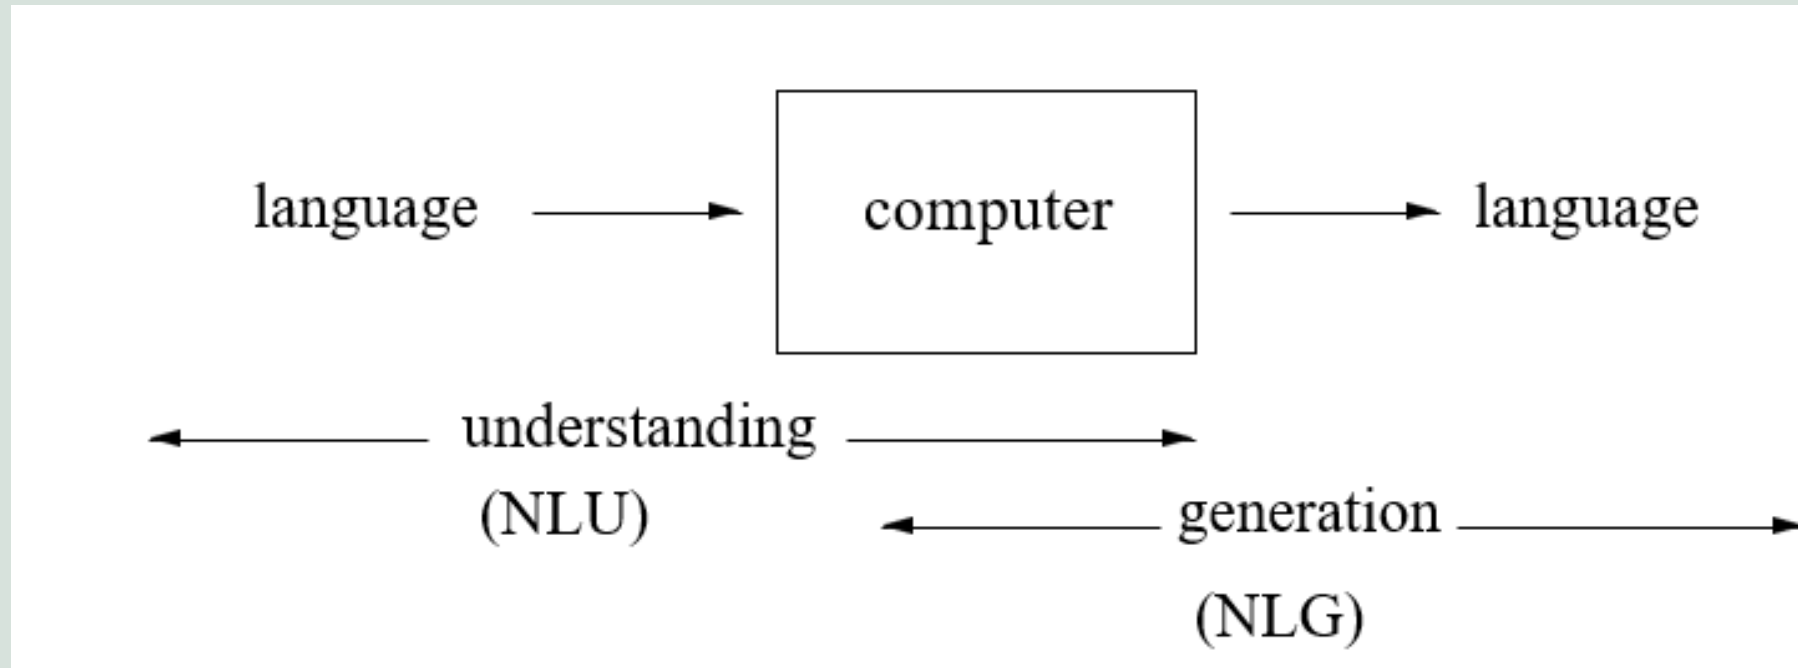 language computer language
understanding
(NLU)
generation
(NLG)